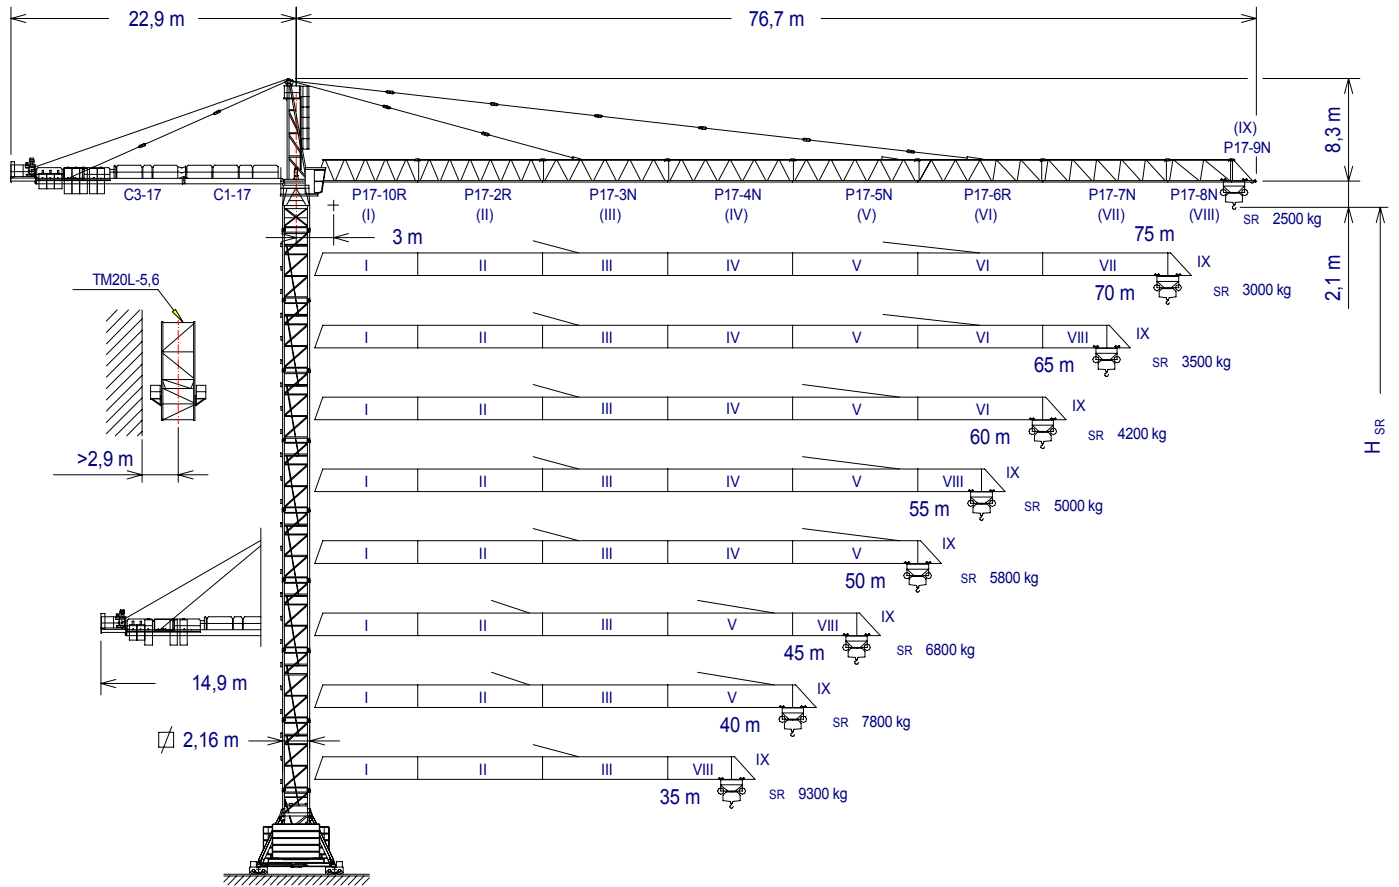 22,9 m
76,7 m
8,3 m
(IX)
P17-9N
C3-17
C1-17
P17-10R
(I)
P17-2R
(II)
P17-3N
(III)
P17-4N
(IV)
P17-5N
(V)
P17-6R
(VI)
P17-7N
(VII)
P17-8N
(VIII)
SR 2500 kg
3 m
75 m
2,1 m
I II III IV V VI VII IX
70 m SR 3000 kg
TM20L-5,6
I II III IV V VI VIII IX
65 m SR 3500 kg
I II III IV V VI IX
60 m SR 4200 kg
H SR
>2,9 m
I II III IV V VIII IX
55 m SR 5000 kg
I II III IV V IX
50 m SR 5800 kg
I II III V VIII IX
45 m SR 6800 kg
14,9 m
I II III V IX
40 m SR 7800 kg
2,16 m
I II III VIII IX
35 m SR 9300 kg